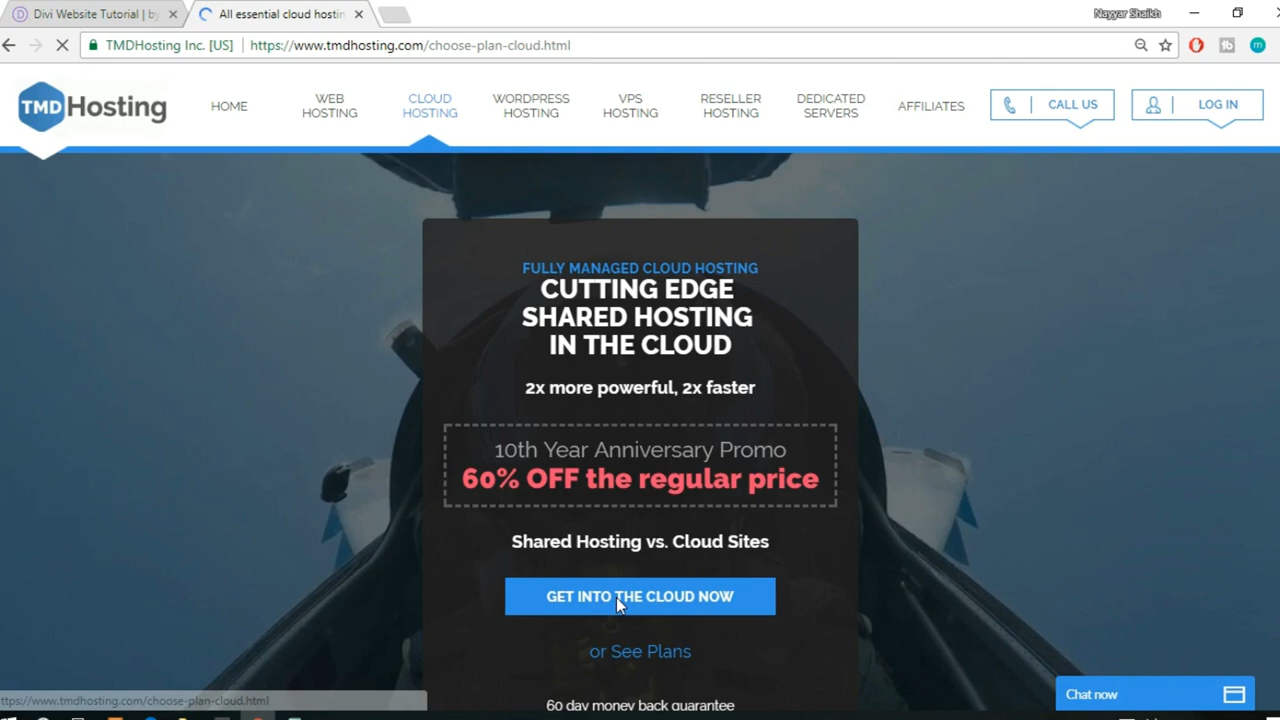 Divi Website Tutorial | by
All essential cloud hostin
Nayyar Shaikh
TMDHosting Inc. [US]
https://www.tmdhosting.com/choose-plan-cloud.html
TMD Hosting
HOME
WEB
HOSTING
CLOUD
HOSTING
WORDPRESS
HOSTING
VPS
HOSTING
RESELLER
HOSTING
DEDICATED
SERVERS
AFFILIATES
CALL US
LOG IN
FULLY MANAGED CLOUD HOSTING
CUTTING EDGE
SHARED HOSTING
IN THE CLOUD
2x more powerful, 2x faster
10th Year Anniversary Promo
60% OFF the regular price
Shared Hosting vs. Cloud Sites
GET INTO THE CLOUD NOW
or See Plans
60 day money back guarantee
Chat now
ttps://www.tmdhosting.com/choose-plan-cloud.html